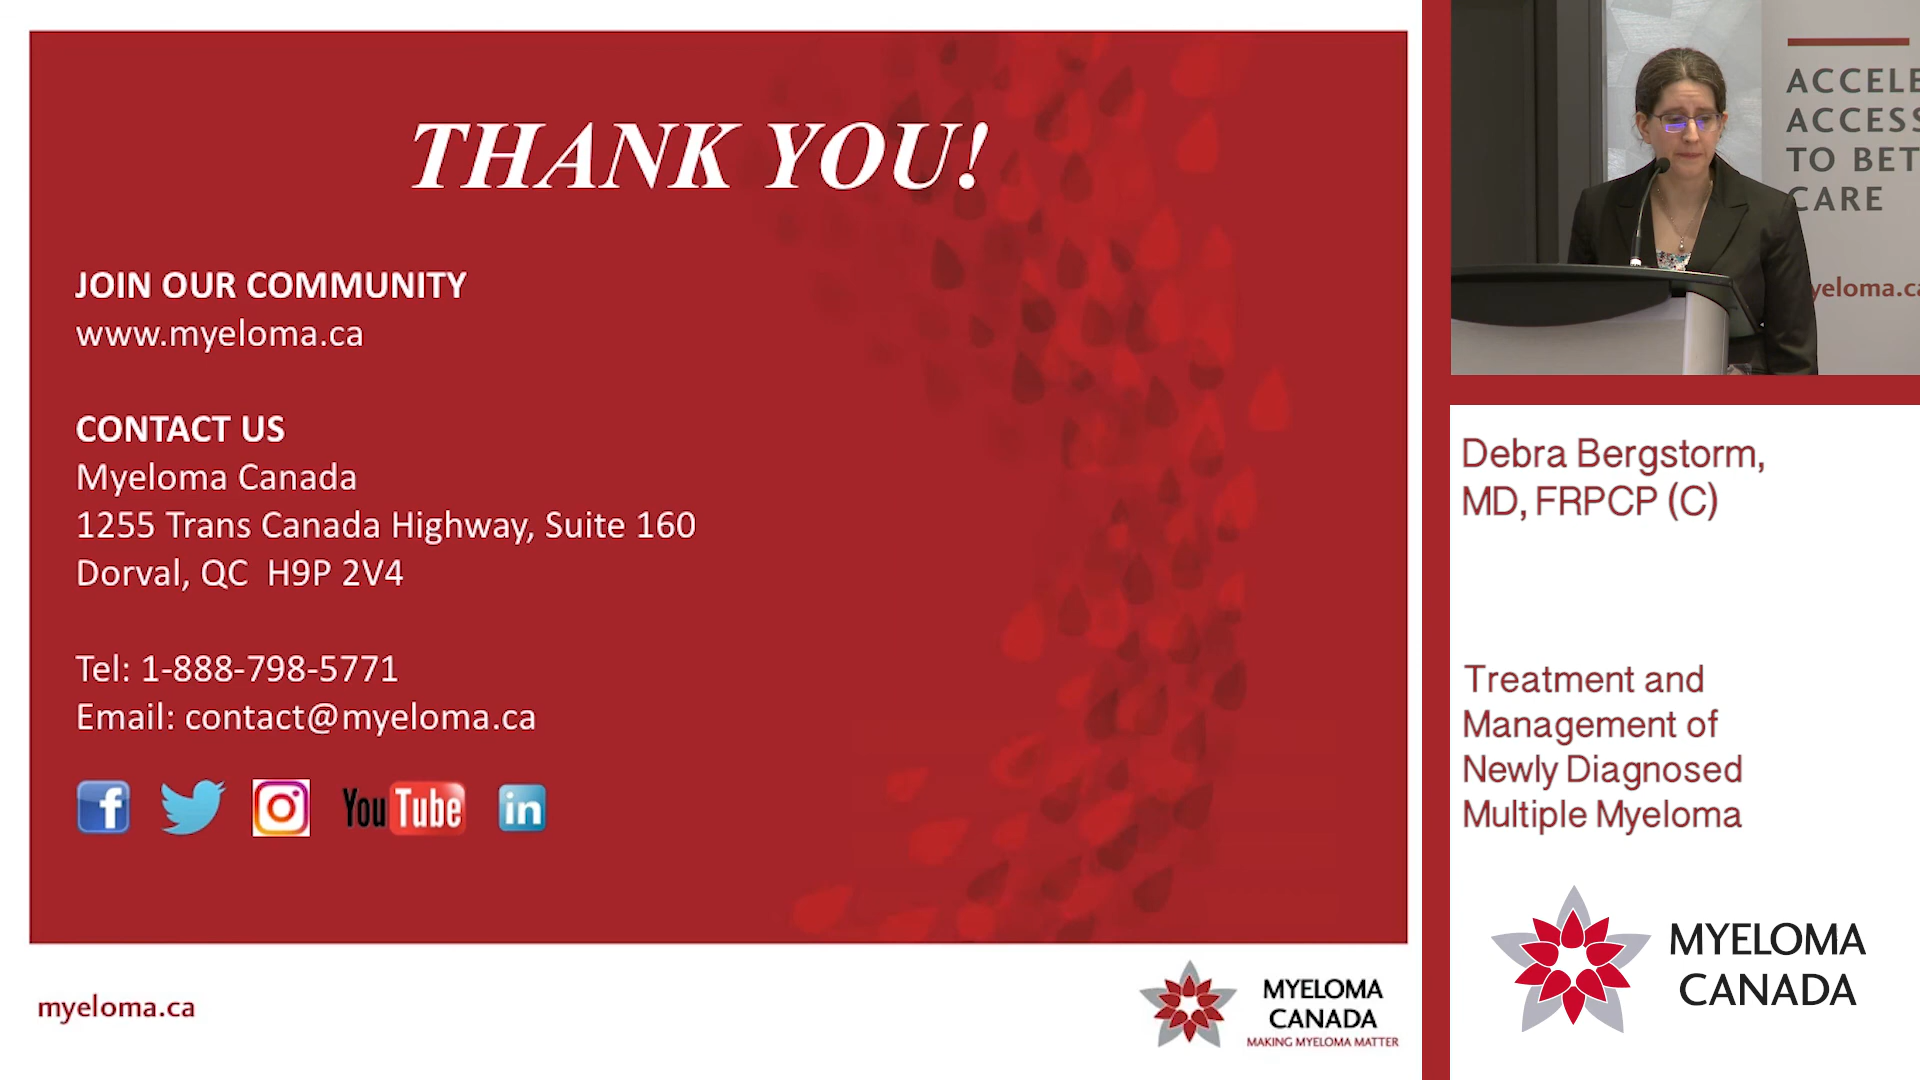 THANK YOU!
JOIN OUR COMMUNITY
www.myeloma.ca
CONTACT US
Myeloma Canada
1255 Trans Canada Highway, Suite 160
Dorval, QC  H9P 2V4
Tel: 1-888-798-5771
Email: contact@myeloma.ca
f
You Tube
in
myeloma.ca
MYELOMA
CANADA
MAKING MYELOMA MATTER
ACCELE
ACCESS
TO BET
CARE
yeloma.ca
Debra Bergstorm,
MD, FRPCP (C)
Treatment and
Management of
Newly Diagnosed
Multiple Myeloma
MYELOMA
CANADA